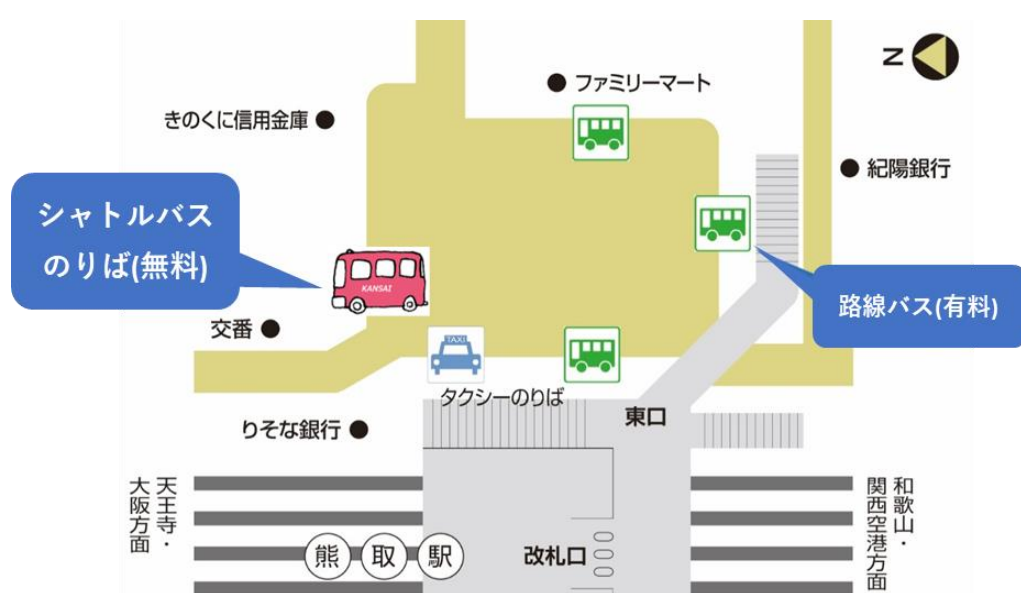 N
ファミリーマート
きのくに信用金庫
紀陽銀行
シャトルバス
のりば(無料)
KANSAI
路線バス(有料)
交番
TAXI
タクシーのりば
東口
りそな銀行
天王寺・
大阪方面
和歌山・
関西空港方面
熊取駅
改札口